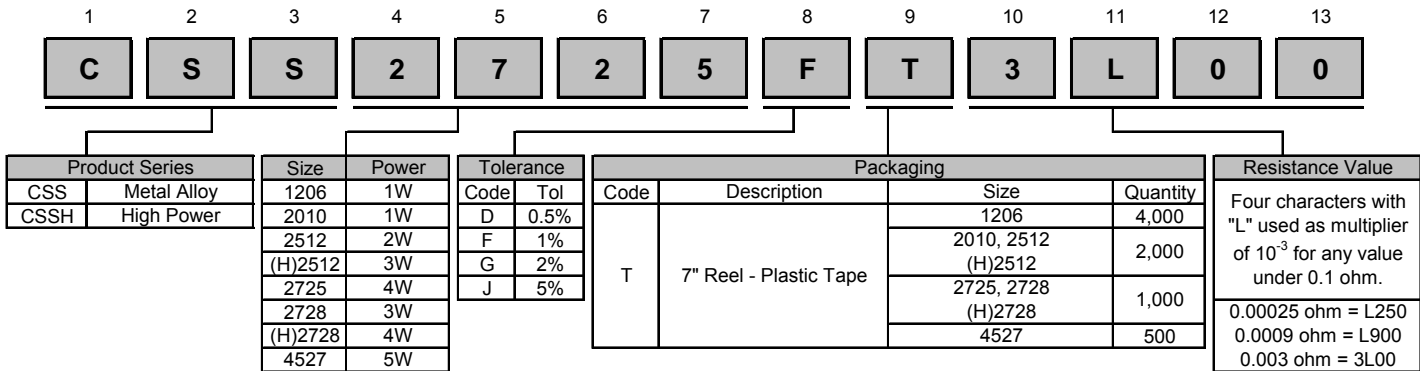 1 2 3 4 5 6 7 8 9 10 11 12 13
C S S 2 7 2 5 F T 3 L 0 0
Product Series
CSS Metal Alloy
CSSH High Power
Size Power
1206 1W
2010 1W
2512 2W
(H)2512 3W
2725 4W
2728 3W
(H)2728 4W
4527 5W
Tolerance
Code Tol
D 0.5%
F 1%
G 2%
J 5%
Packaging
Code Description Size Quantity
T 7" Reel - Plastic Tape
1206 4,000
2010, 2512
(H)2512
2,000
2725, 2728
(H)2728
1,000
4527 500
Resistance Value
Four characters with
"L" used as multiplier
of 10⁻³ for any value
under 0.1 ohm.
0.00025 ohm = L250
0.0009 ohm = L900
0.003 ohm = 3L00